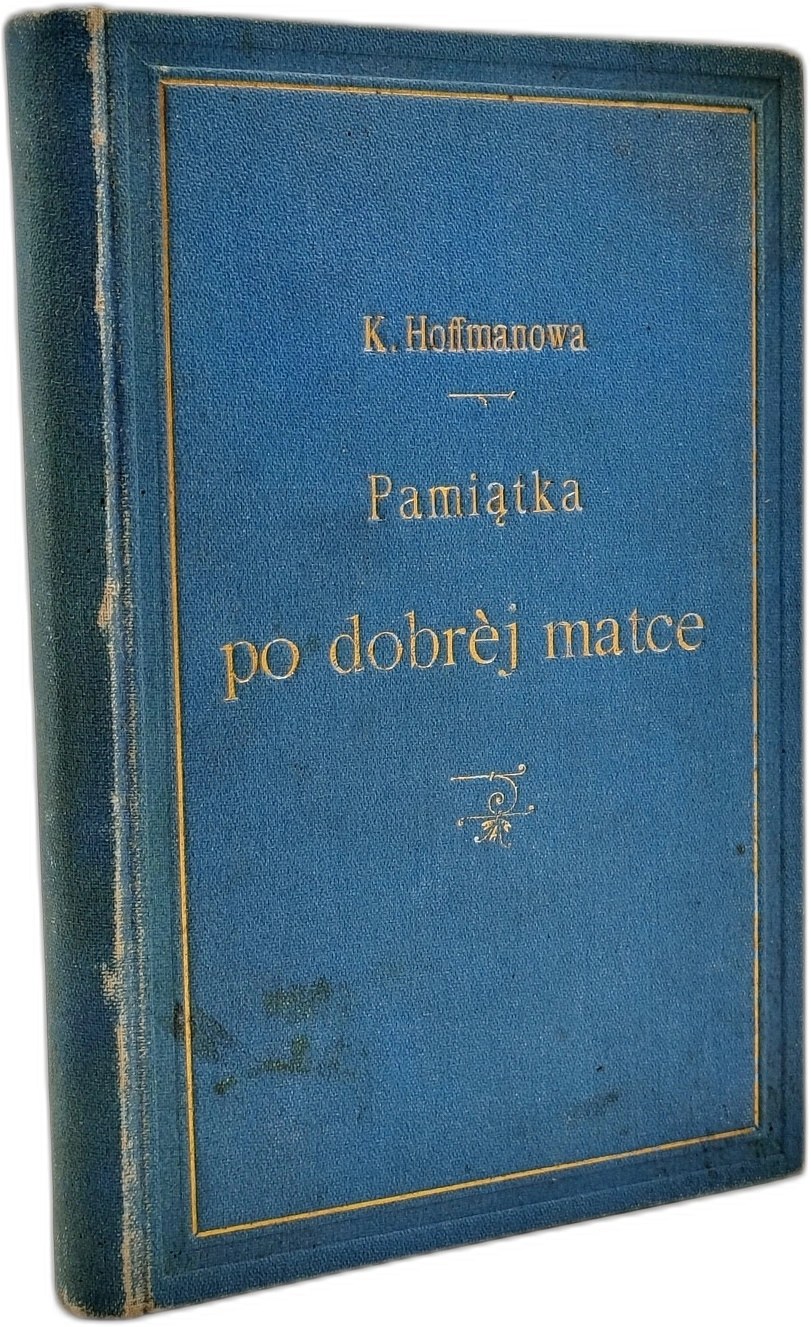 K. Hoffmanowa
Pamiątka
po dobrèj matce